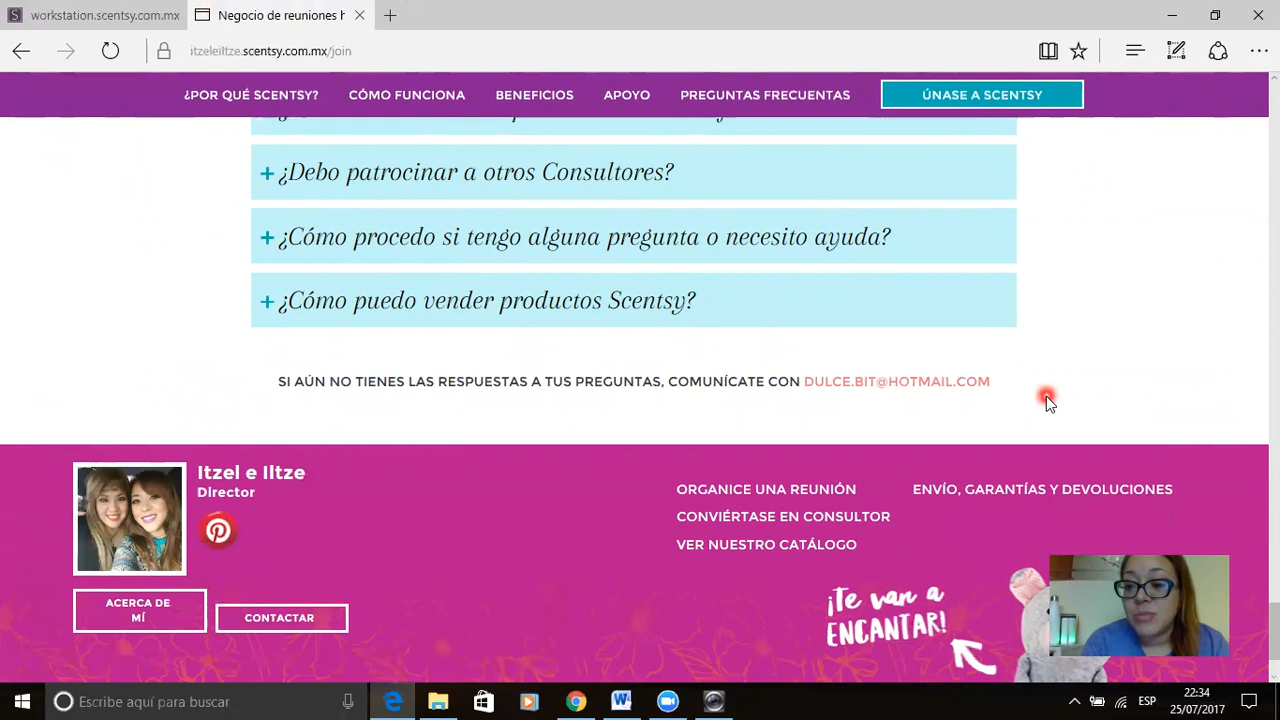 workstation.scentsy.com.mx
Negocio de reuniones h
itzeleiltze.scentsy.com.mx/join
¿POR QUÉ SCENTSY? CÓMO FUNCIONA BENEFICIOS APOYO PREGUNTAS FRECUENTAS ÚNASE A SCENTSY
+ ¿Debo patrocinar a otros Consultores?
+ ¿Cómo procedo si tengo alguna pregunta o necesito ayuda?
+ ¿Cómo puedo vender productos Scentsy?
SI AÚN NO TIENES LAS RESPUESTAS A TUS PREGUNTAS, COMUNÍCATE CON DULCE.BIT@HOTMAIL.COM
Itzel e Iltze
Director
ACERCA DE
MÍ
CONTACTAR
ORGANICE UNA REUNIÓN
CONVIÉRTASE EN CONSULTOR
VER NUESTRO CATÁLOGO
ENVÍO, GARANTÍAS Y DEVOLUCIONES
¡Te van a
ENCANTAR!
Escribe aquí para buscar
ESP
22:34
25/07/2017